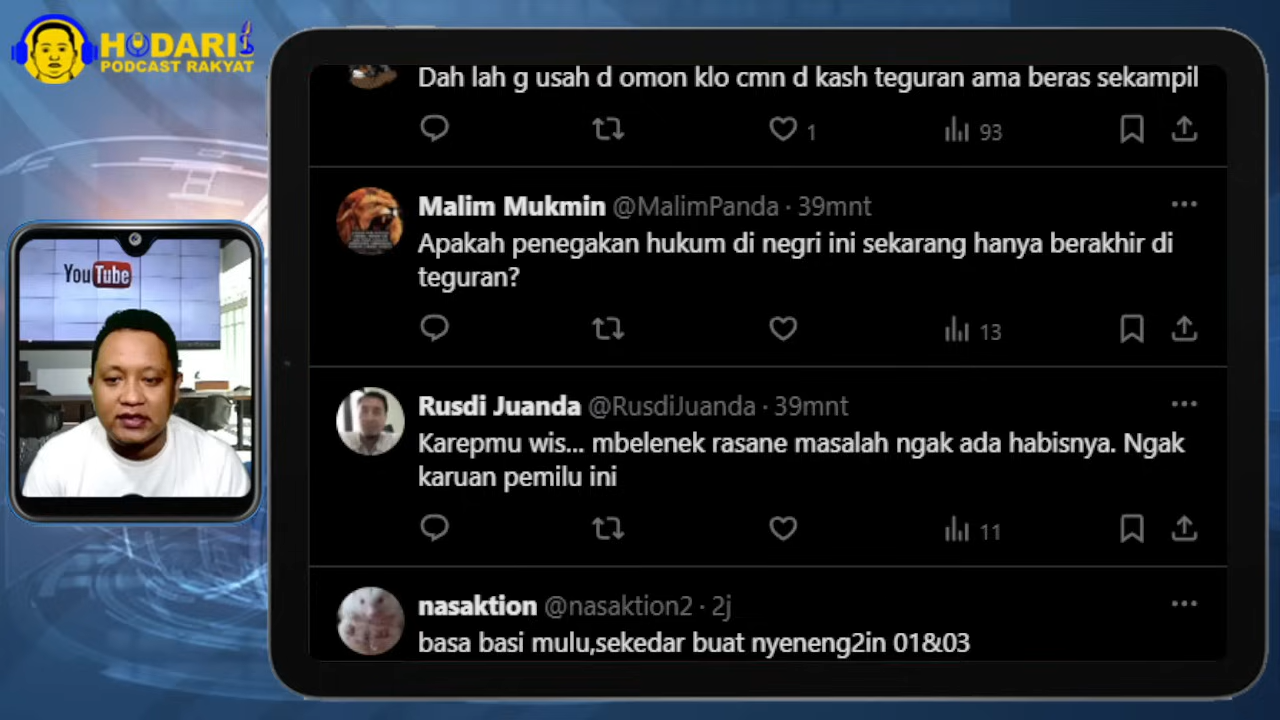 HODARI
PODCAST RAKYAT
YouTube
Dah lah g usah d omon klo cmn d kash teguran ama beras sekampil
1
93
Malim Mukmin @MalimPanda · 39mnt
Apakah penegakan hukum di negri ini sekarang hanya berakhir di
teguran?
13
Rusdi Juanda @RusdiJuanda · 39mnt
Karepmu wis... mbelenek rasane masalah ngak ada habisnya. Ngak
karuan pemilu ini
11
nasaktion @nasaktion2 · 2j
basa basi mulu,sekedar buat nyeneng2in 01&03